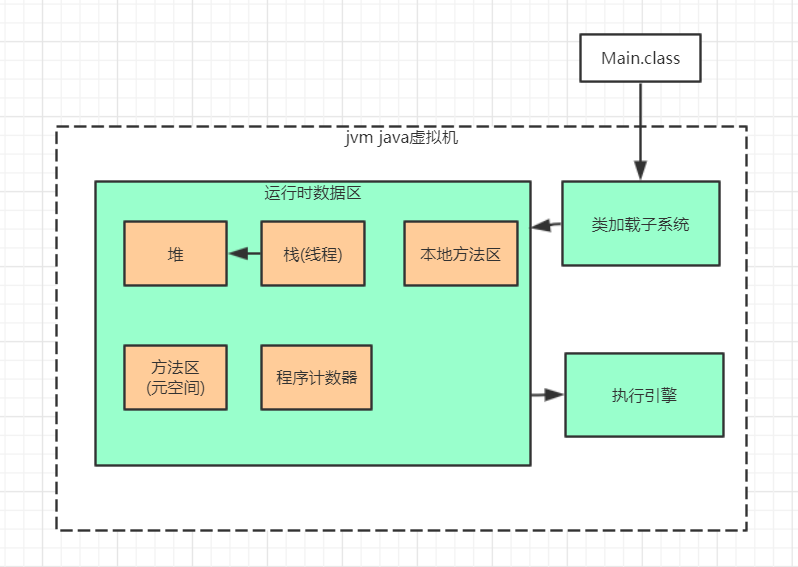 Main.class
jvm java虚拟机
运行时数据区
堆
栈(线程)
本地方法区
类加载子系统
方法区
(元空间)
程序计数器
执行引擎